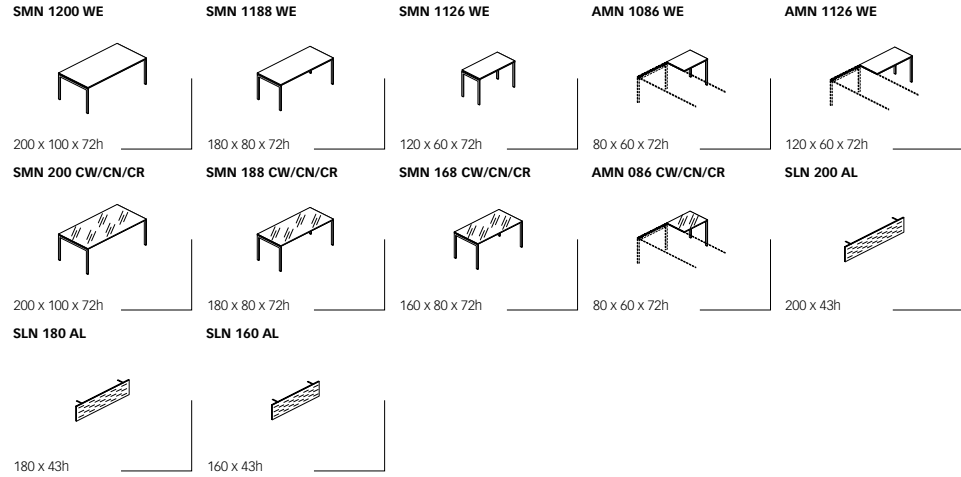 SMN 1200 WE
SMN 1188 WE
SMN 1126 WE
AMN 1086 WE
AMN 1126 WE
200 x 100 x 72h
180 x 80 x 72h
120 x 60 x 72h
80 x 60 x 72h
120 x 60 x 72h
SMN 200 CW/CN/CR
SMN 188 CW/CN/CR
SMN 168 CW/CN/CR
AMN 086 CW/CN/CR
SLN 200 AL
200 x 100 x 72h
180 x 80 x 72h
160 x 80 x 72h
80 x 60 x 72h
200 x 43h
SLN 180 AL
SLN 160 AL
180 x 43h
160 x 43h